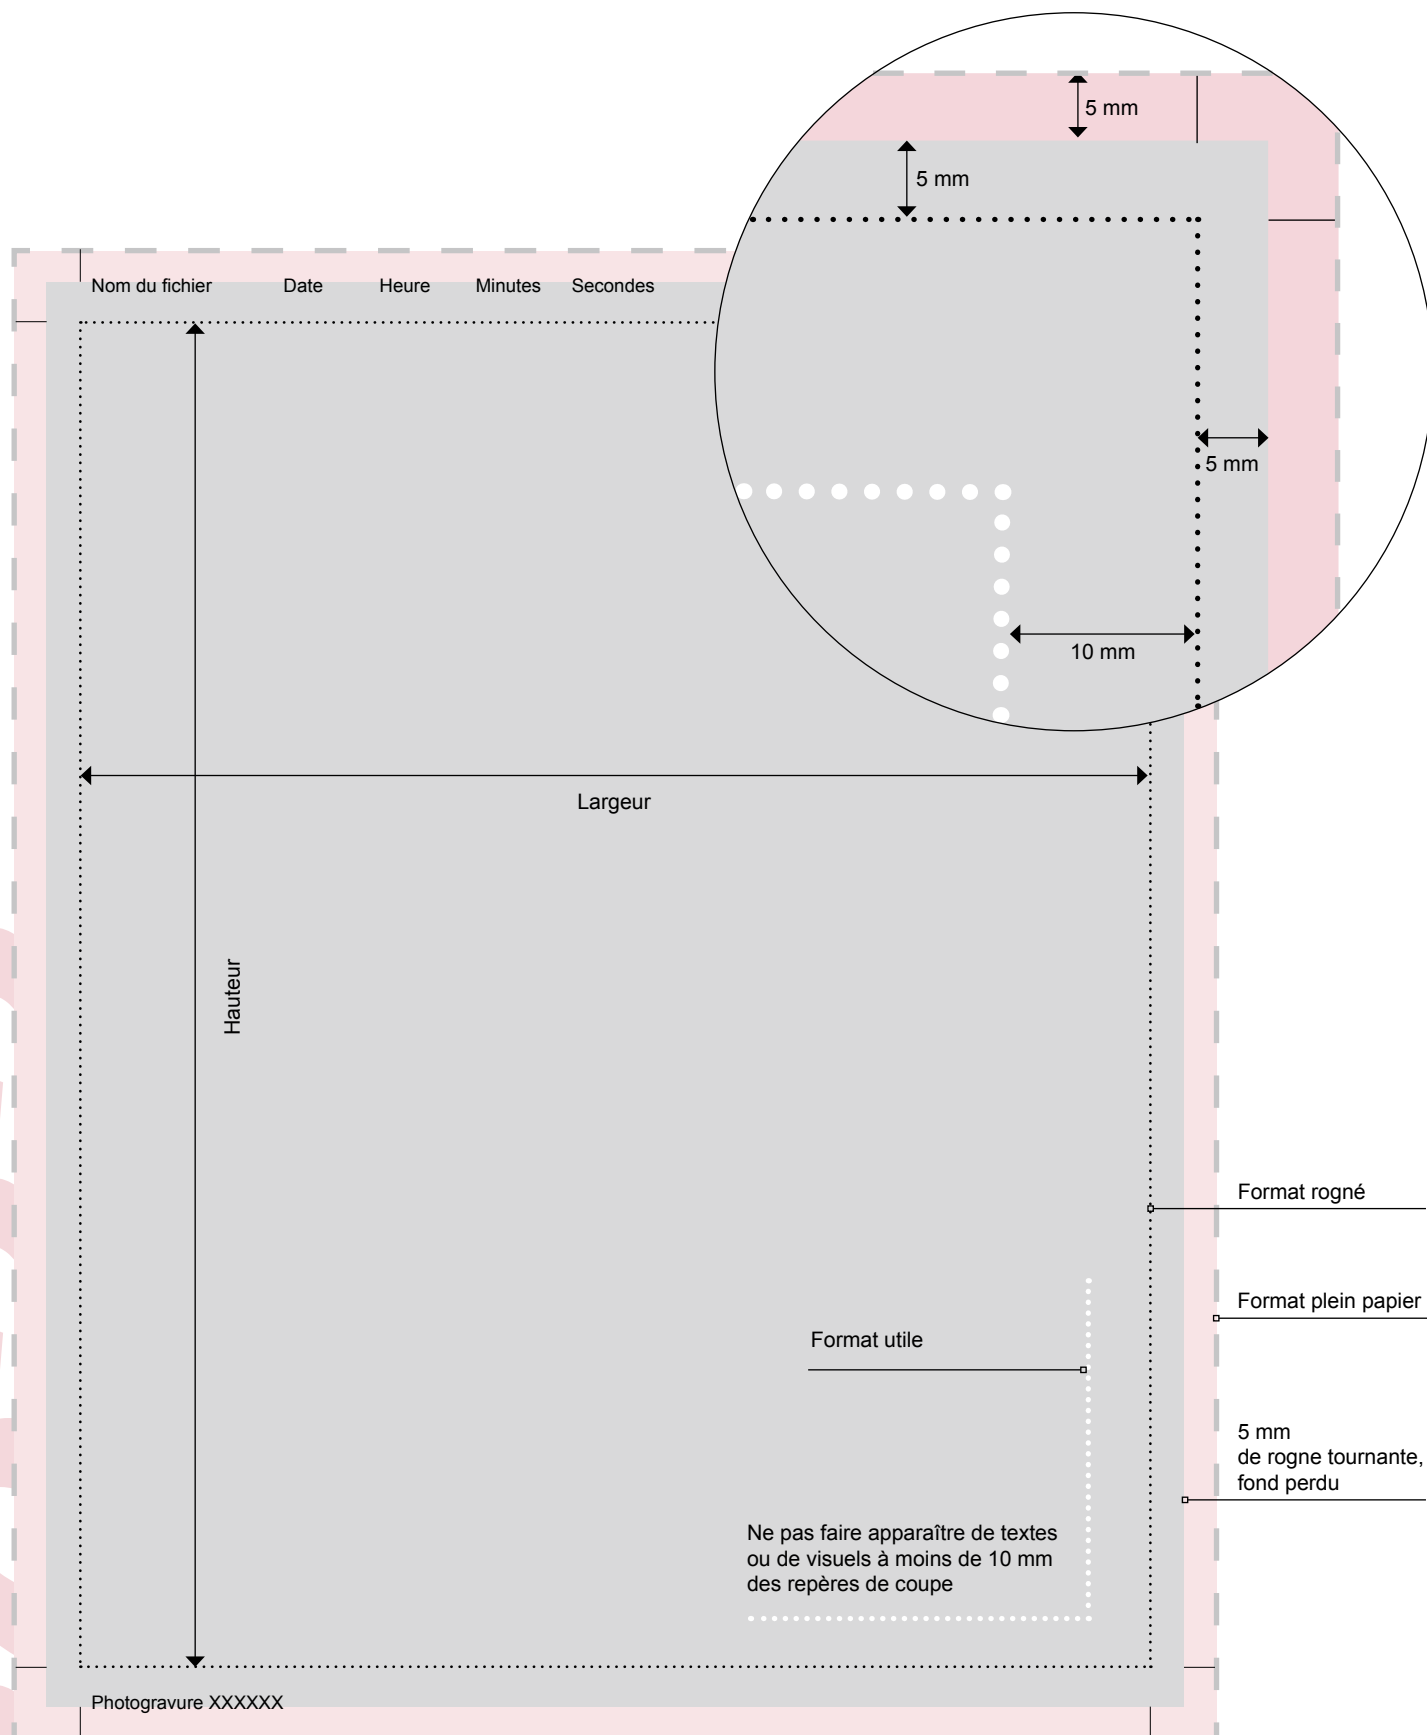 5 mm
5 mm
Nom du fichier Date Heure Minutes Secondes
5 mm
10 mm
Largeur
Hauteur
Format rogné
Format plein papier
Format utile
5 mm
de rogne tournante,
fond perdu
Ne pas faire apparaître de textes
ou de visuels à moins de 10 mm
des repères de coupe
Photogravure XXXXXX